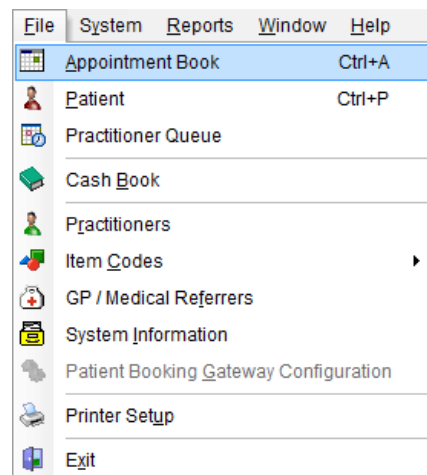 File System Reports Window Help
Appointment Book Ctrl+A
Patient Ctrl+P
Practitioner Queue
Cash Book
Practitioners
Item Codes
GP / Medical Referrers
System Information
Patient Booking Gateway Configuration
Printer Setup
Exit